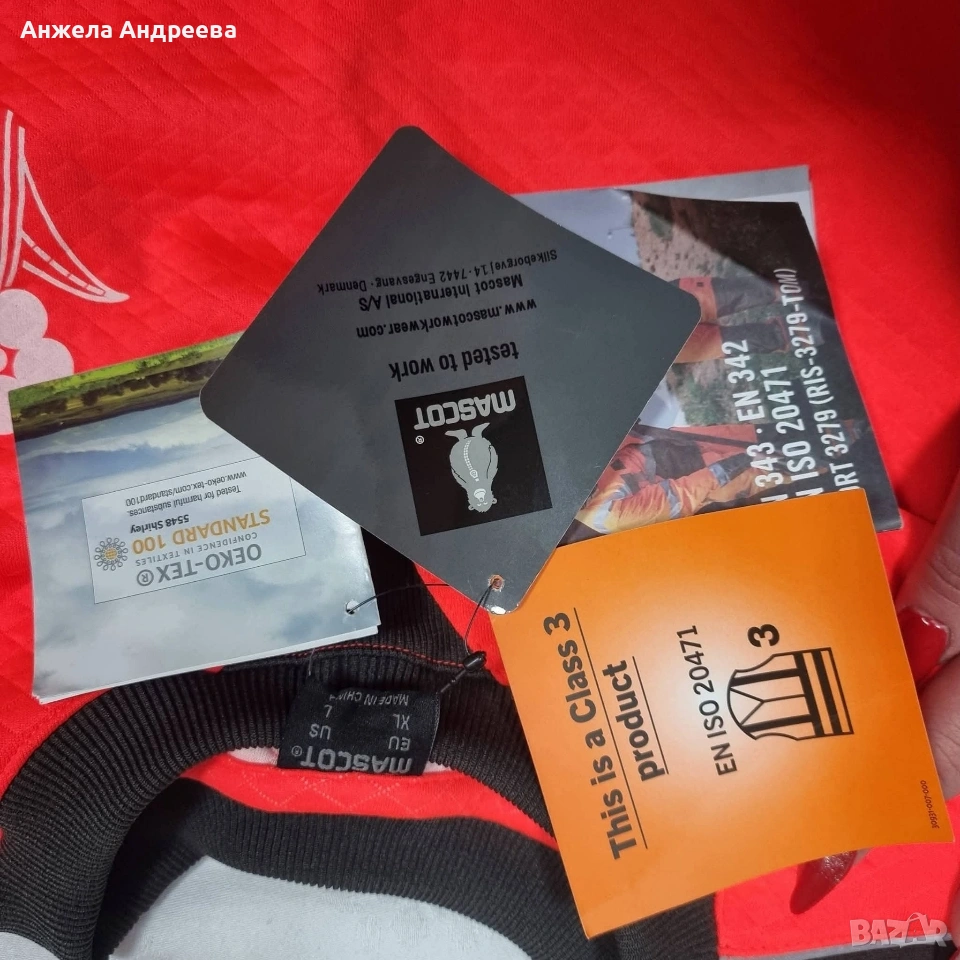 Анжела Андреева
Silkeborgvej 14 · 7442 Engesvang · Denmark
Mascot International A/S
www.mascotworkwear.com
tested to work
MASCOT®
N 343 · EN 342
N ISO 20471
ORT 3279 (RIS-3279-TOM)
OEKO-TEX®
CONFIDENCE IN TEXTILES
STANDARD 100
5548 Shirley
Tested for harmful substances.
www.oeko-tex.com/standard100
This is a Class 3
product
EN ISO 20471
3
MASCOT®
EU US
XL L
MADE IN CHINA
BAZAR